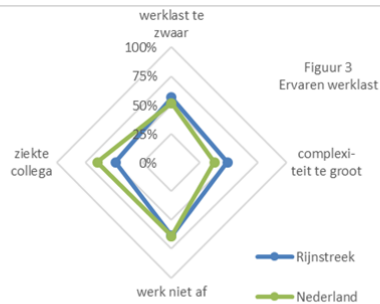 werklast te
zwaar
100%
75%
50%
25%
0%
Figuur 3
Ervaren werklast
ziekte
collega
complexi-
teit te groot
werk niet af
Rijnstreek
Nederland